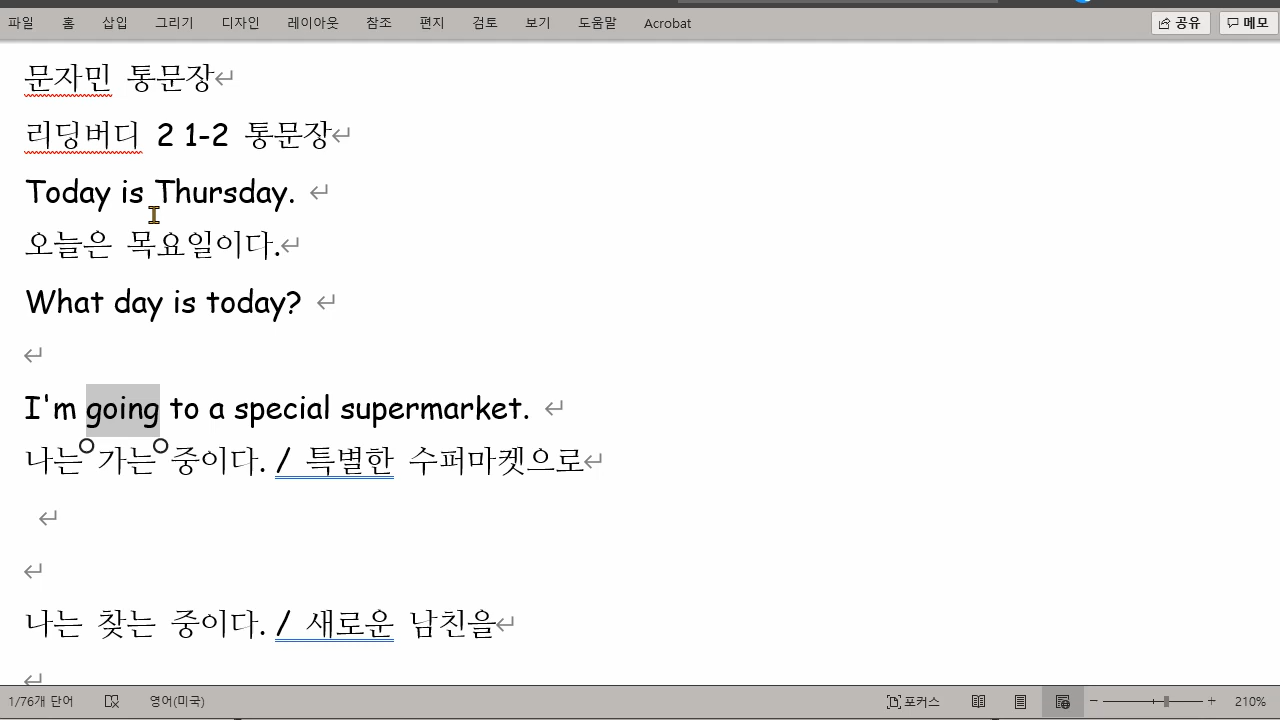 파일 홈 삽입 그리기 디자인 레이아웃 참조 편지 검토 보기 도움말 Acrobat 공유 메모
문자민 통문장
리딩버디 2 1-2 통문장
Today is Thursday.
오늘은 목요일이다.
What day is today?
I'm going to a special supermarket.
나는 가는 중이다. / 특별한 수퍼마켓으로
나는 찾는 중이다. / 새로운 남친을
1/76개 단어 영어(미국) 포커스 210%